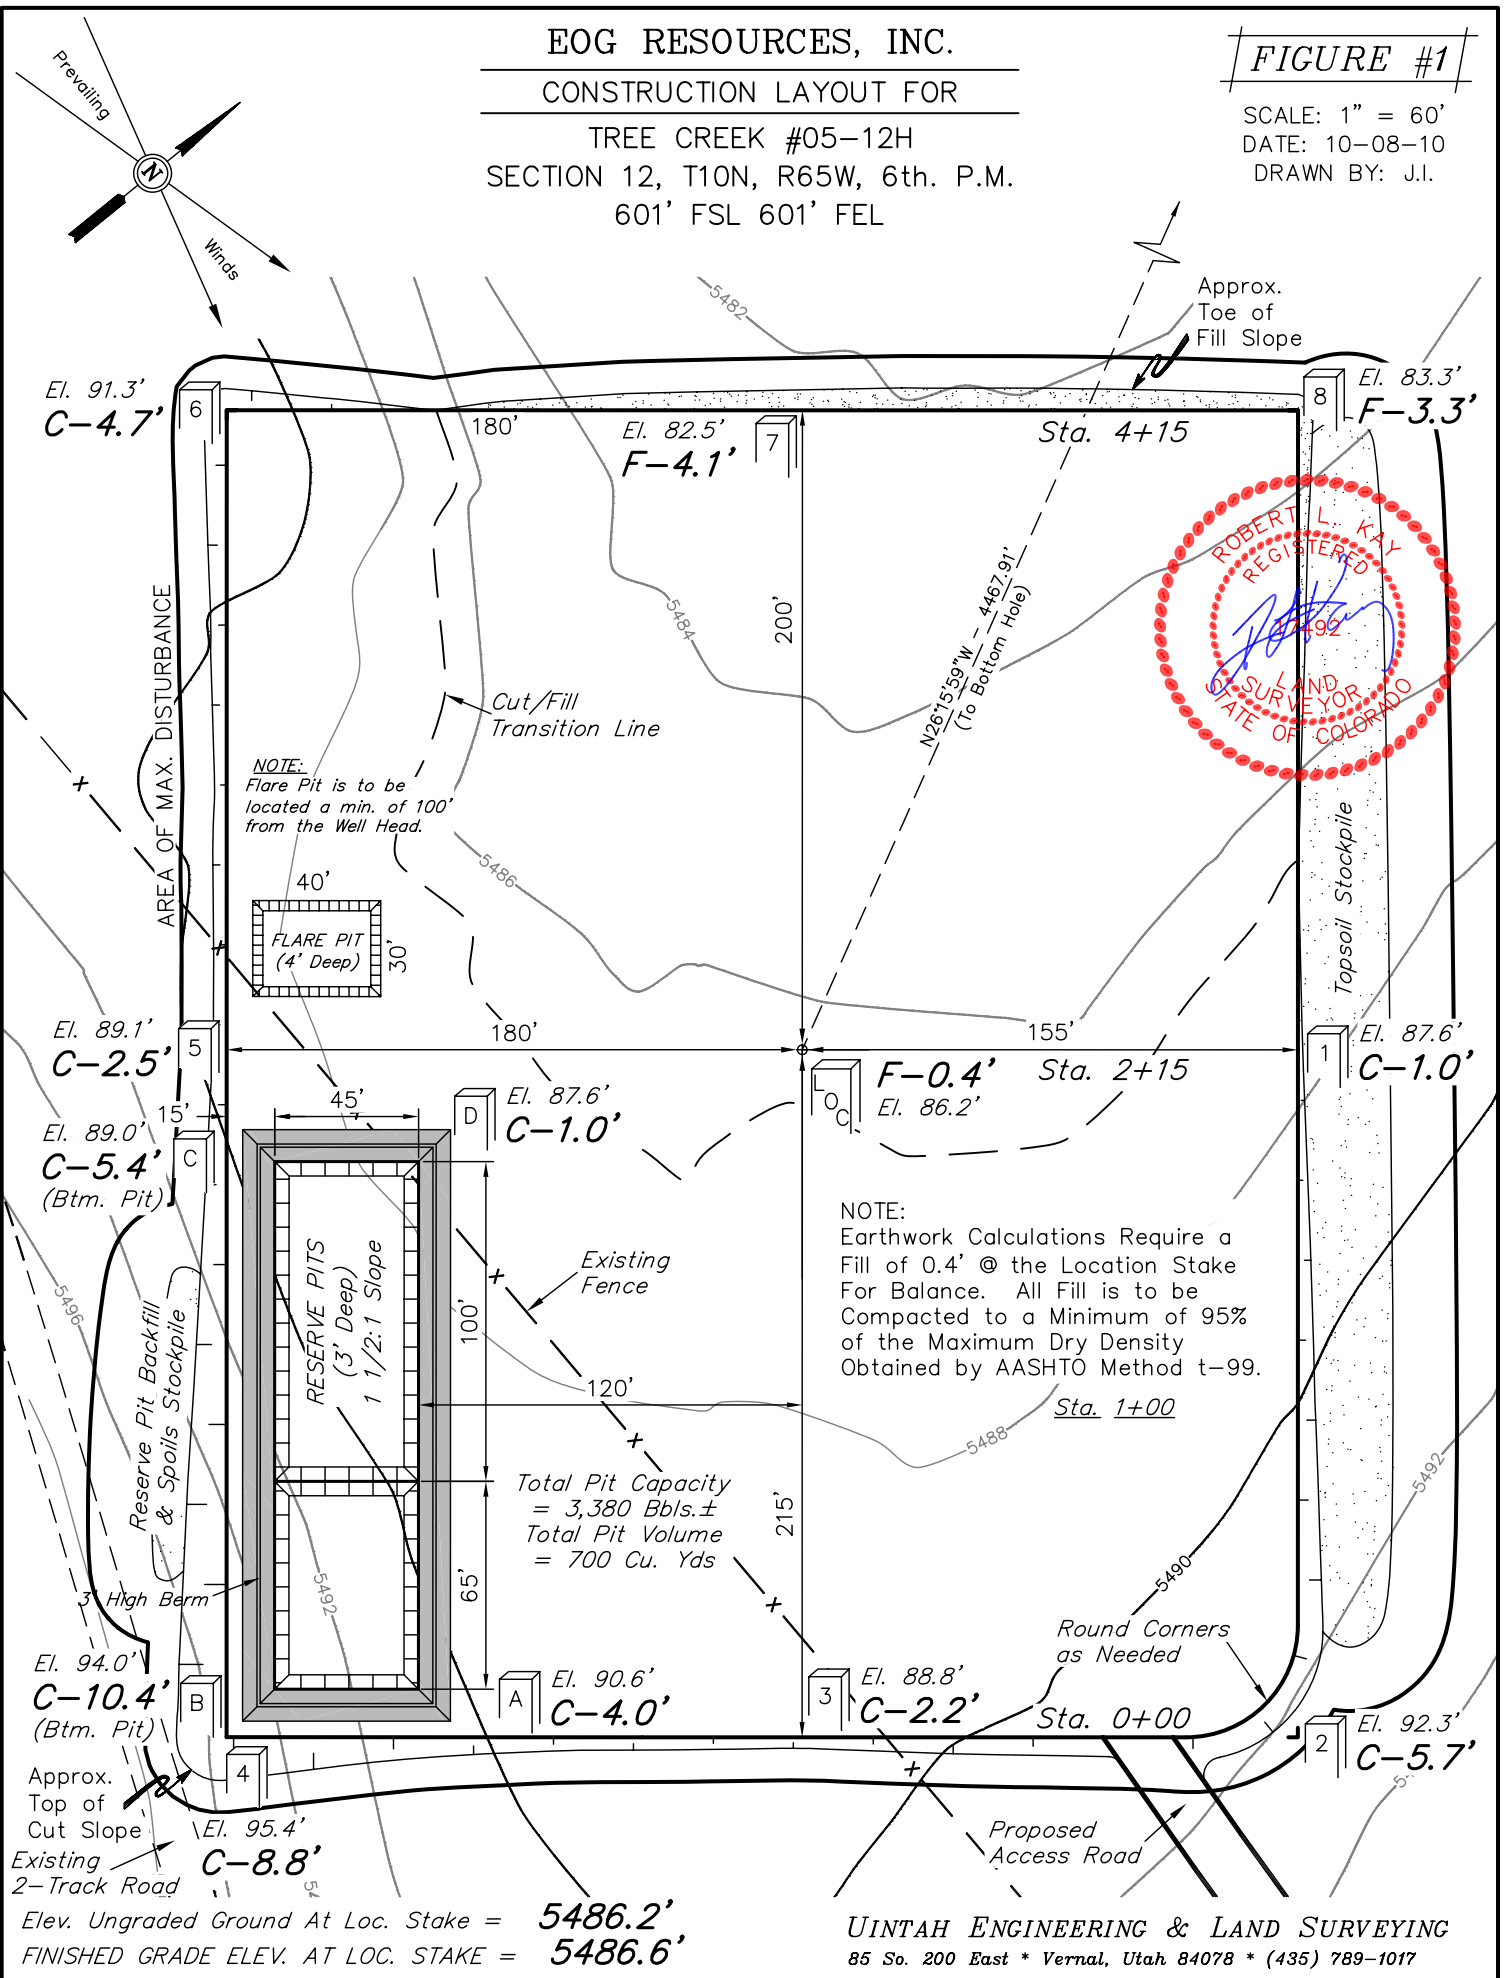 EOG RESOURCES, INC.
CONSTRUCTION LAYOUT FOR
TREE CREEK #05-12H
SECTION 12, T10N, R65W, 6th. P.M.
601' FSL 601' FEL
FIGURE #1
SCALE: 1" = 60'
DATE: 10-08-10
DRAWN BY: J.I.
Prevailing
N
Winds
5482
Approx.
Toe of
Fill Slope
El. 91.3'
C-4.7'
6
180'
El. 82.5'
F-4.1'
7
Sta. 4+15
8
El. 83.3'
F-3.3'
ROBERT L. KAY
REGISTERED
17492
LAND
SURVEYOR
STATE OF COLORADO
AREA OF MAX. DISTURBANCE
5484
200'
N26°15'59"W - 4467.91'
(To Bottom Hole)
Cut/Fill
Transition Line
NOTE:
Flare Pit is to be
located a min. of 100'
from the Well Head.
5486
40'
FLARE PIT
(4' Deep)
30'
Topsoil Stockpile
El. 89.1'
C-2.5'
5
180'
155'
LOC
F-0.4'
El. 86.2'
Sta. 2+15
1
El. 87.6'
C-1.0'
15'
45'
D
El. 87.6'
C-1.0'
El. 89.0'
C-5.4'
(Btm. Pit)
C
NOTE:
Earthwork Calculations Require a
Fill of 0.4' @ the Location Stake
For Balance. All Fill is to be
Compacted to a Minimum of 95%
of the Maximum Dry Density
Obtained by AASHTO Method t-99.
RESERVE PITS
(3' Deep)
1 1/2:1 Slope
100'
Existing
Fence
5496
Reserve Pit Backfill
& Spoils Stockpile
120'
Sta. 1+00
5488
5492
Total Pit Capacity
= 3,380 Bbls.±
Total Pit Volume
= 700 Cu. Yds
215'
65'
5492
5490
3' High Berm
Round Corners
as Needed
El. 94.0'
C-10.4'
(Btm. Pit)
B
A
El. 90.6'
C-4.0'
3
El. 88.8'
C-2.2'
Sta. 0+00
2
El. 92.3'
C-5.7'
Approx.
Top of
Cut Slope
4
El. 95.4'
C-8.8'
Existing
2-Track Road
Proposed
Access Road
Elev. Ungraded Ground At Loc. Stake = 5486.2'
FINISHED GRADE ELEV. AT LOC. STAKE = 5486.6'
UINTAH ENGINEERING & LAND SURVEYING
85 So. 200 East * Vernal, Utah 84078 * (435) 789-1017